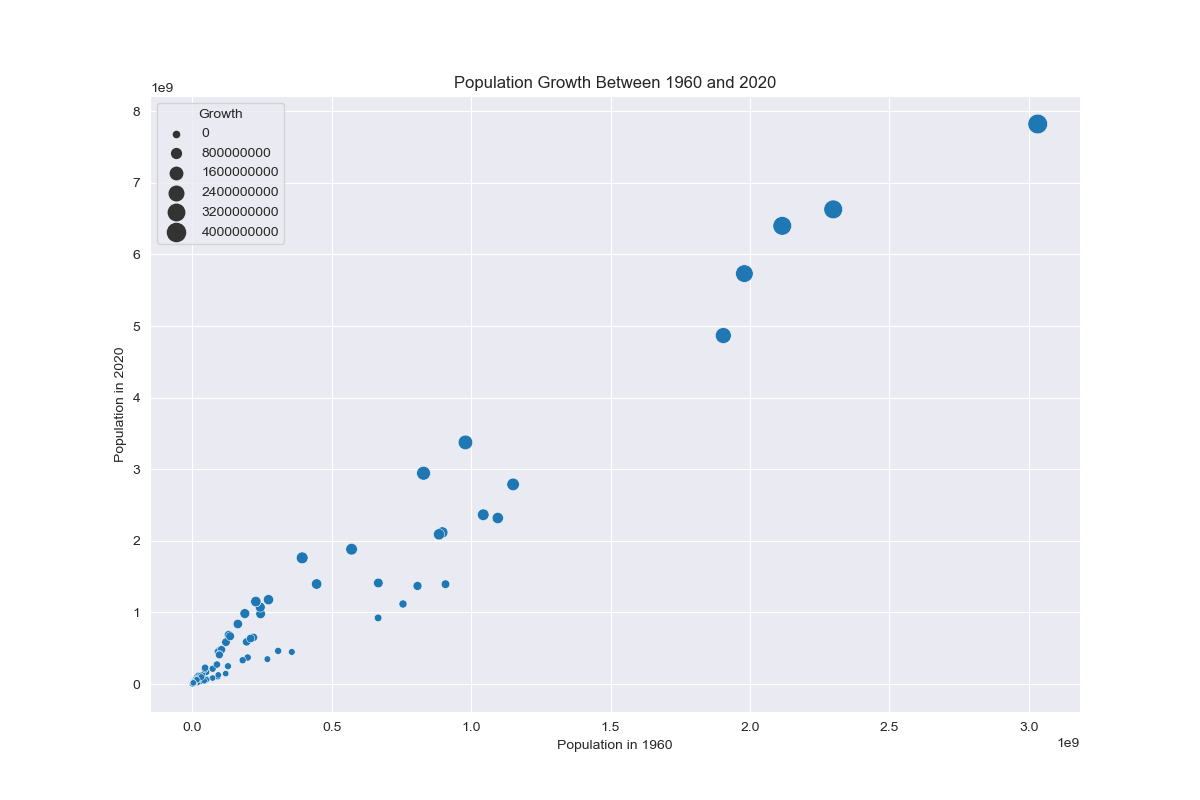 Population Growth Between 1960 and 2020
1e9
Growth
0
800000000
1600000000
2400000000
3200000000
4000000000
8
7
6
5
4
3
2
1
0
Population in 2020
0.0 0.5 1.0 1.5 2.0 2.5 3.0
Population in 1960
1e9